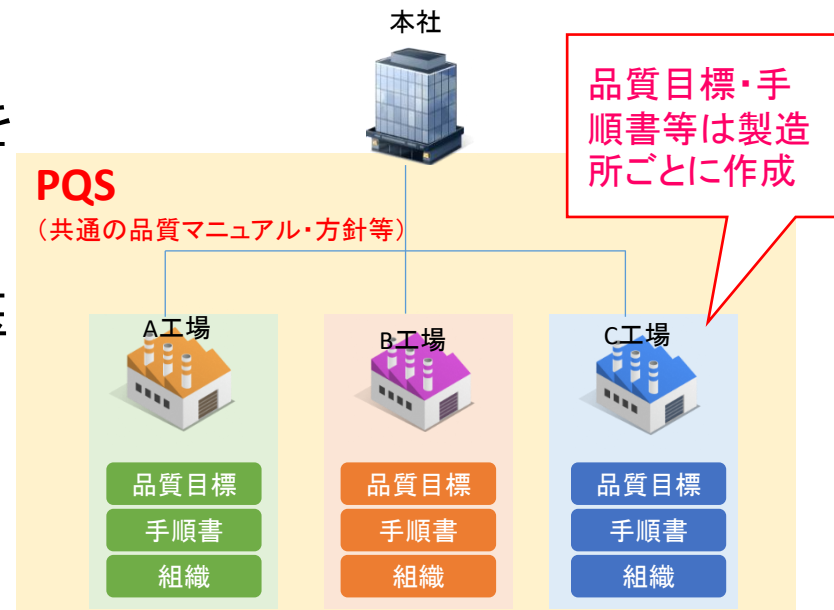 本社
品質目標・手
順書等は製造
所ごとに作成
PQS
（共通の品質マニュアル・方針等）
A工場
B工場
C工場
品質目標
手順書
組織
品質目標
手順書
組織
品質目標
手順書
組織